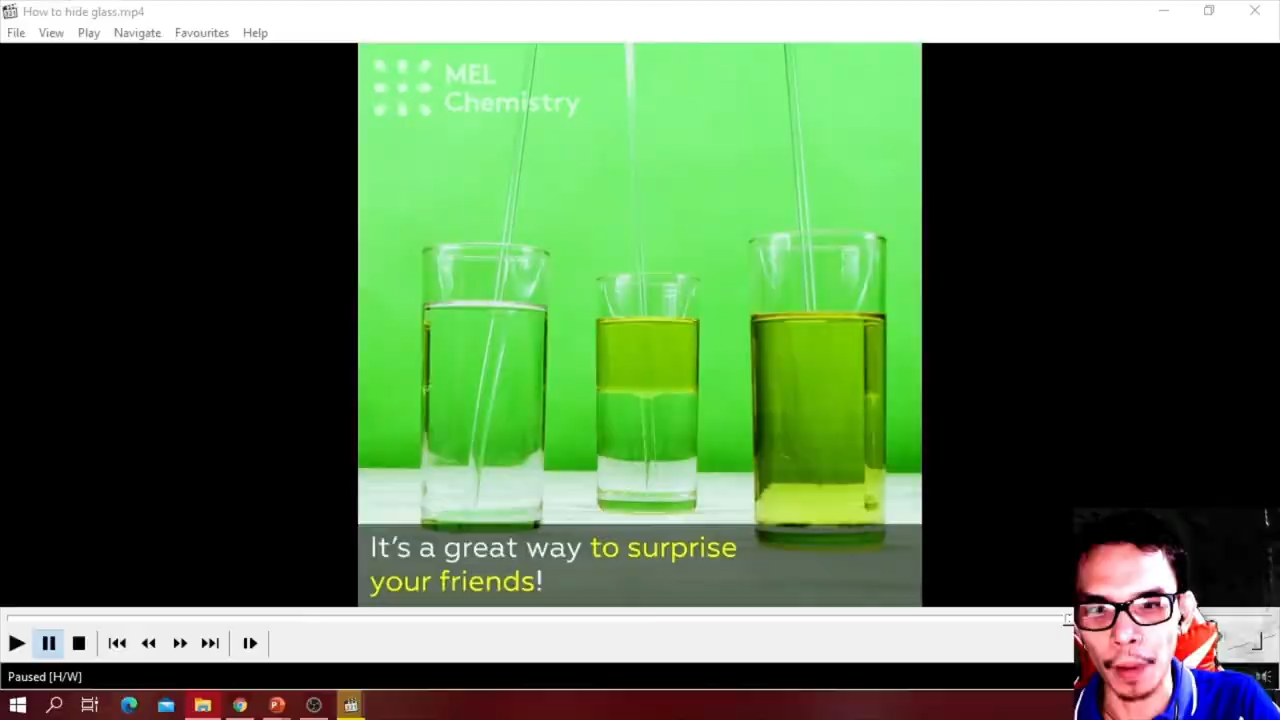 How to hide glass.mp4
File View Play Navigate Favourites Help
MEL
Chemistry
It's a great way to surprise
your friends!
Paused [H/W]